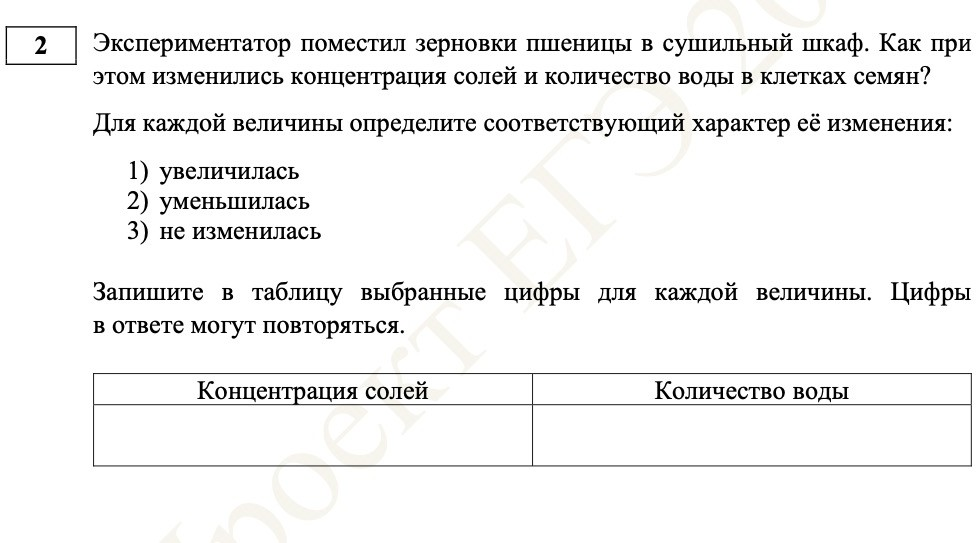 2
Экспериментатор поместил зерновки пшеницы в сушильный шкаф. Как при
этом изменились концентрация солей и количество воды в клетках семян?
Для каждой величины определите соответствующий характер её изменения:
1) увеличилась
2) уменьшилась
3) не изменилась
Запишите в таблицу выбранные цифры для каждой величины. Цифры
в ответе могут повторяться.
Концентрация солей
Количество воды
проект ЕГЭ 20